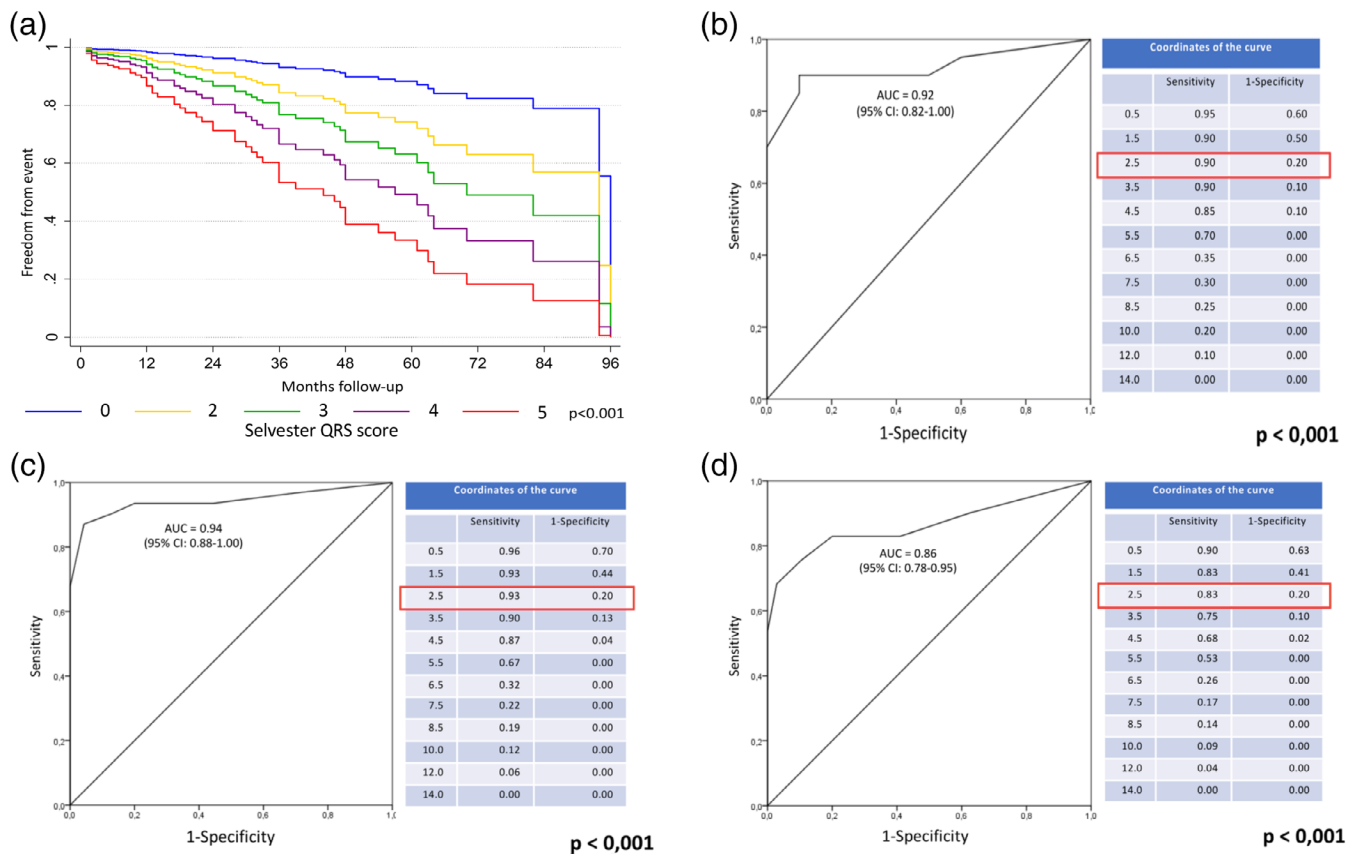 (a)
1
.8
.6
.4
.2
0
Freedom from event
0 12 24 36 48 60 72 84 96
Months follow-up
0 2 3 4 5 p<0.001
Selvester QRS score
(b)
1,0
0,8
0,6
0,4
0,2
0,0
Sensitivity
AUC = 0.92
(95% CI: 0.82-1.00)
0,0 0,2 0,4 0,6 0,8 1,0
1-Specificity
Coordinates of the curve
Sensitivity 1-Specificity
0.5 0.95 0.60
1.5 0.90 0.50
2.5 0.90 0.20
3.5 0.90 0.10
4.5 0.85 0.10
5.5 0.70 0.00
6.5 0.35 0.00
7.5 0.30 0.00
8.5 0.25 0.00
10.0 0.20 0.00
12.0 0.10 0.00
14.0 0.00 0.00
p < 0,001
(c)
1,0
0,8
0,6
0,4
0,2
0,0
Sensitivity
AUC = 0.94
(95% CI: 0.88-1.00)
0,0 0,2 0,4 0,6 0,8 1,0
1-Specificity
Coordinates of the curve
Sensitivity 1-Specificity
0.5 0.96 0.70
1.5 0.93 0.44
2.5 0.93 0.20
3.5 0.90 0.13
4.5 0.87 0.04
5.5 0.67 0.00
6.5 0.32 0.00
7.5 0.22 0.00
8.5 0.19 0.00
10.0 0.12 0.00
12.0 0.06 0.00
14.0 0.00 0.00
p < 0,001
(d)
1,0
0,8
0,6
0,4
0,2
0,0
Sensitivity
AUC = 0.86
(95% CI: 0.78-0.95)
0,0 0,2 0,4 0,6 0,8 1,0
1-Specificity
Coordinates of the curve
Sensitivity 1-Specificity
0.5 0.90 0.63
1.5 0.83 0.41
2.5 0.83 0.20
3.5 0.75 0.10
4.5 0.68 0.02
5.5 0.53 0.00
6.5 0.26 0.00
7.5 0.17 0.00
8.5 0.14 0.00
10.0 0.09 0.00
12.0 0.04 0.00
14.0 0.00 0.00
p < 0,001